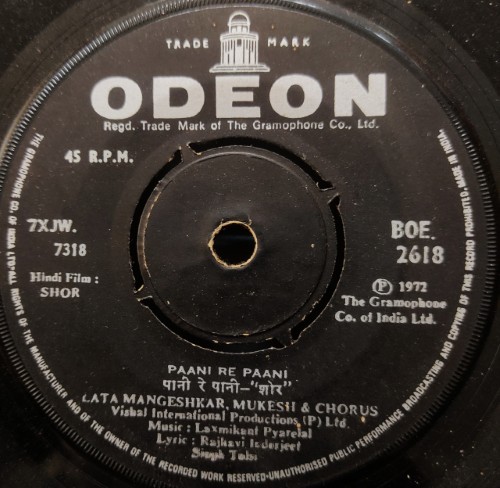 TRADE MARK
ODEON
Regd. Trade Mark of The Gramophone Co., Ltd.
45 R.P.M.
7XJW.
7318
BOE.
2618
Hindi Film :
SHOR
Ⓟ 1972
The Gramophone
Co. of India Ltd.
PAANI RE PAANI
पानी रे पानी–"शोर"
LATA MANGESHKAR, MUKESH & CHORUS
Vishal International Productions (P) Ltd.
Music : Laxmikant Pyarelal
Lyric : Rajkavi Inderjeet
Singh Tulsi
THE GRAMOPHONE CO. OF INDIA LTD. ALL RIGHTS OF THE MANUFACTURER AND OF THE OWNER OF THE RECORDED WORK RESERVED-UNAUTHORISED PUBLIC PERFORMANCE BROADCASTING AND COPYING OF THIS RECORD PROHIBITED. MADE IN INDIA.